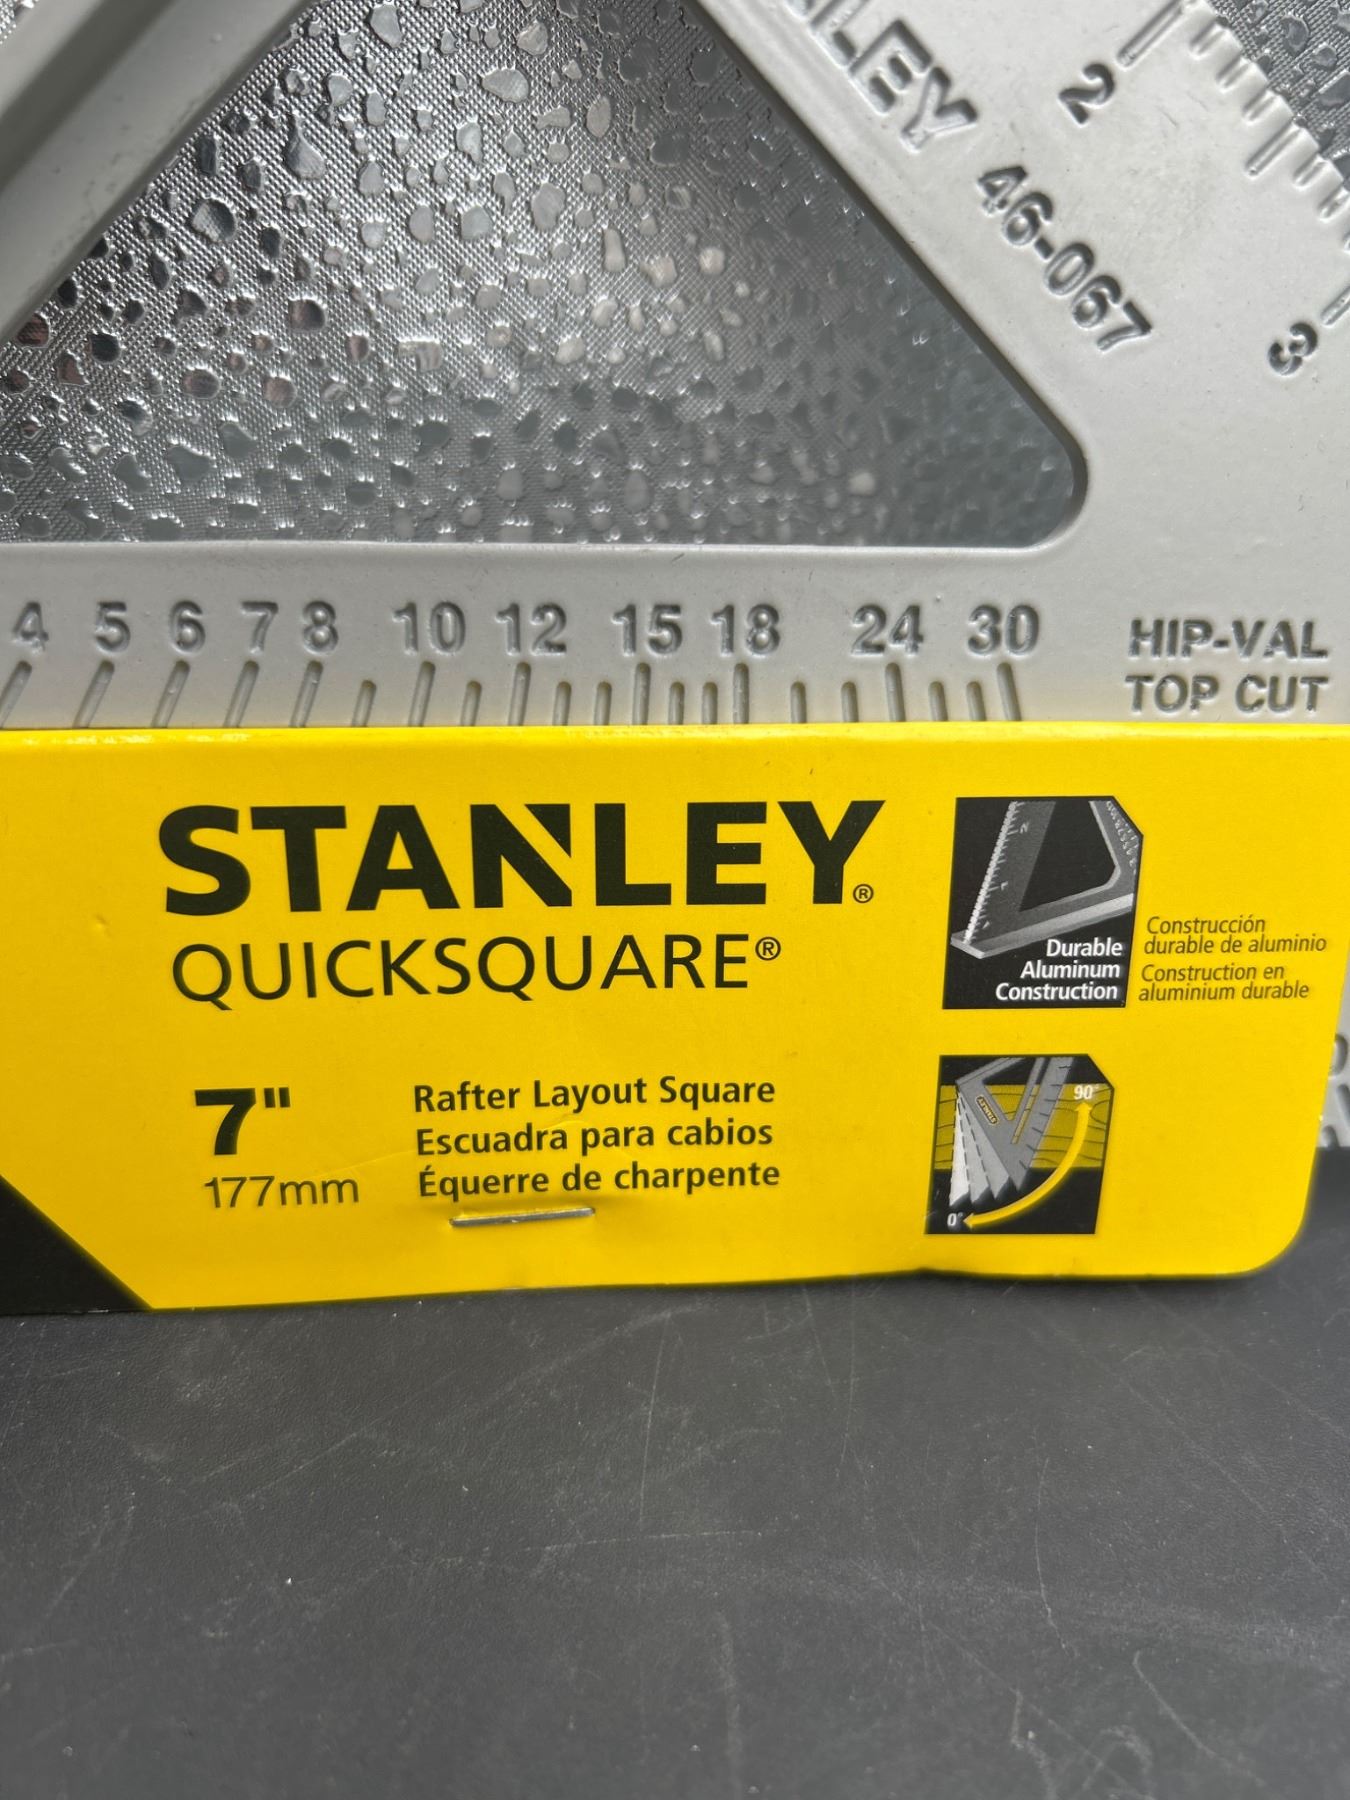 STANLEY
46-067
2
3
4 5 6 7 8 10 12 15 18 24 30
HIP-VAL
TOP CUT
STANLEY®
QUICKSQUARE®
7"
177mm
Rafter Layout Square
Escuadra para cabios
Équerre de charpente
Durable
Aluminum
Construction
Construcción
durable de aluminio
Construction en
aluminium durable
90°
0°
STANLEY